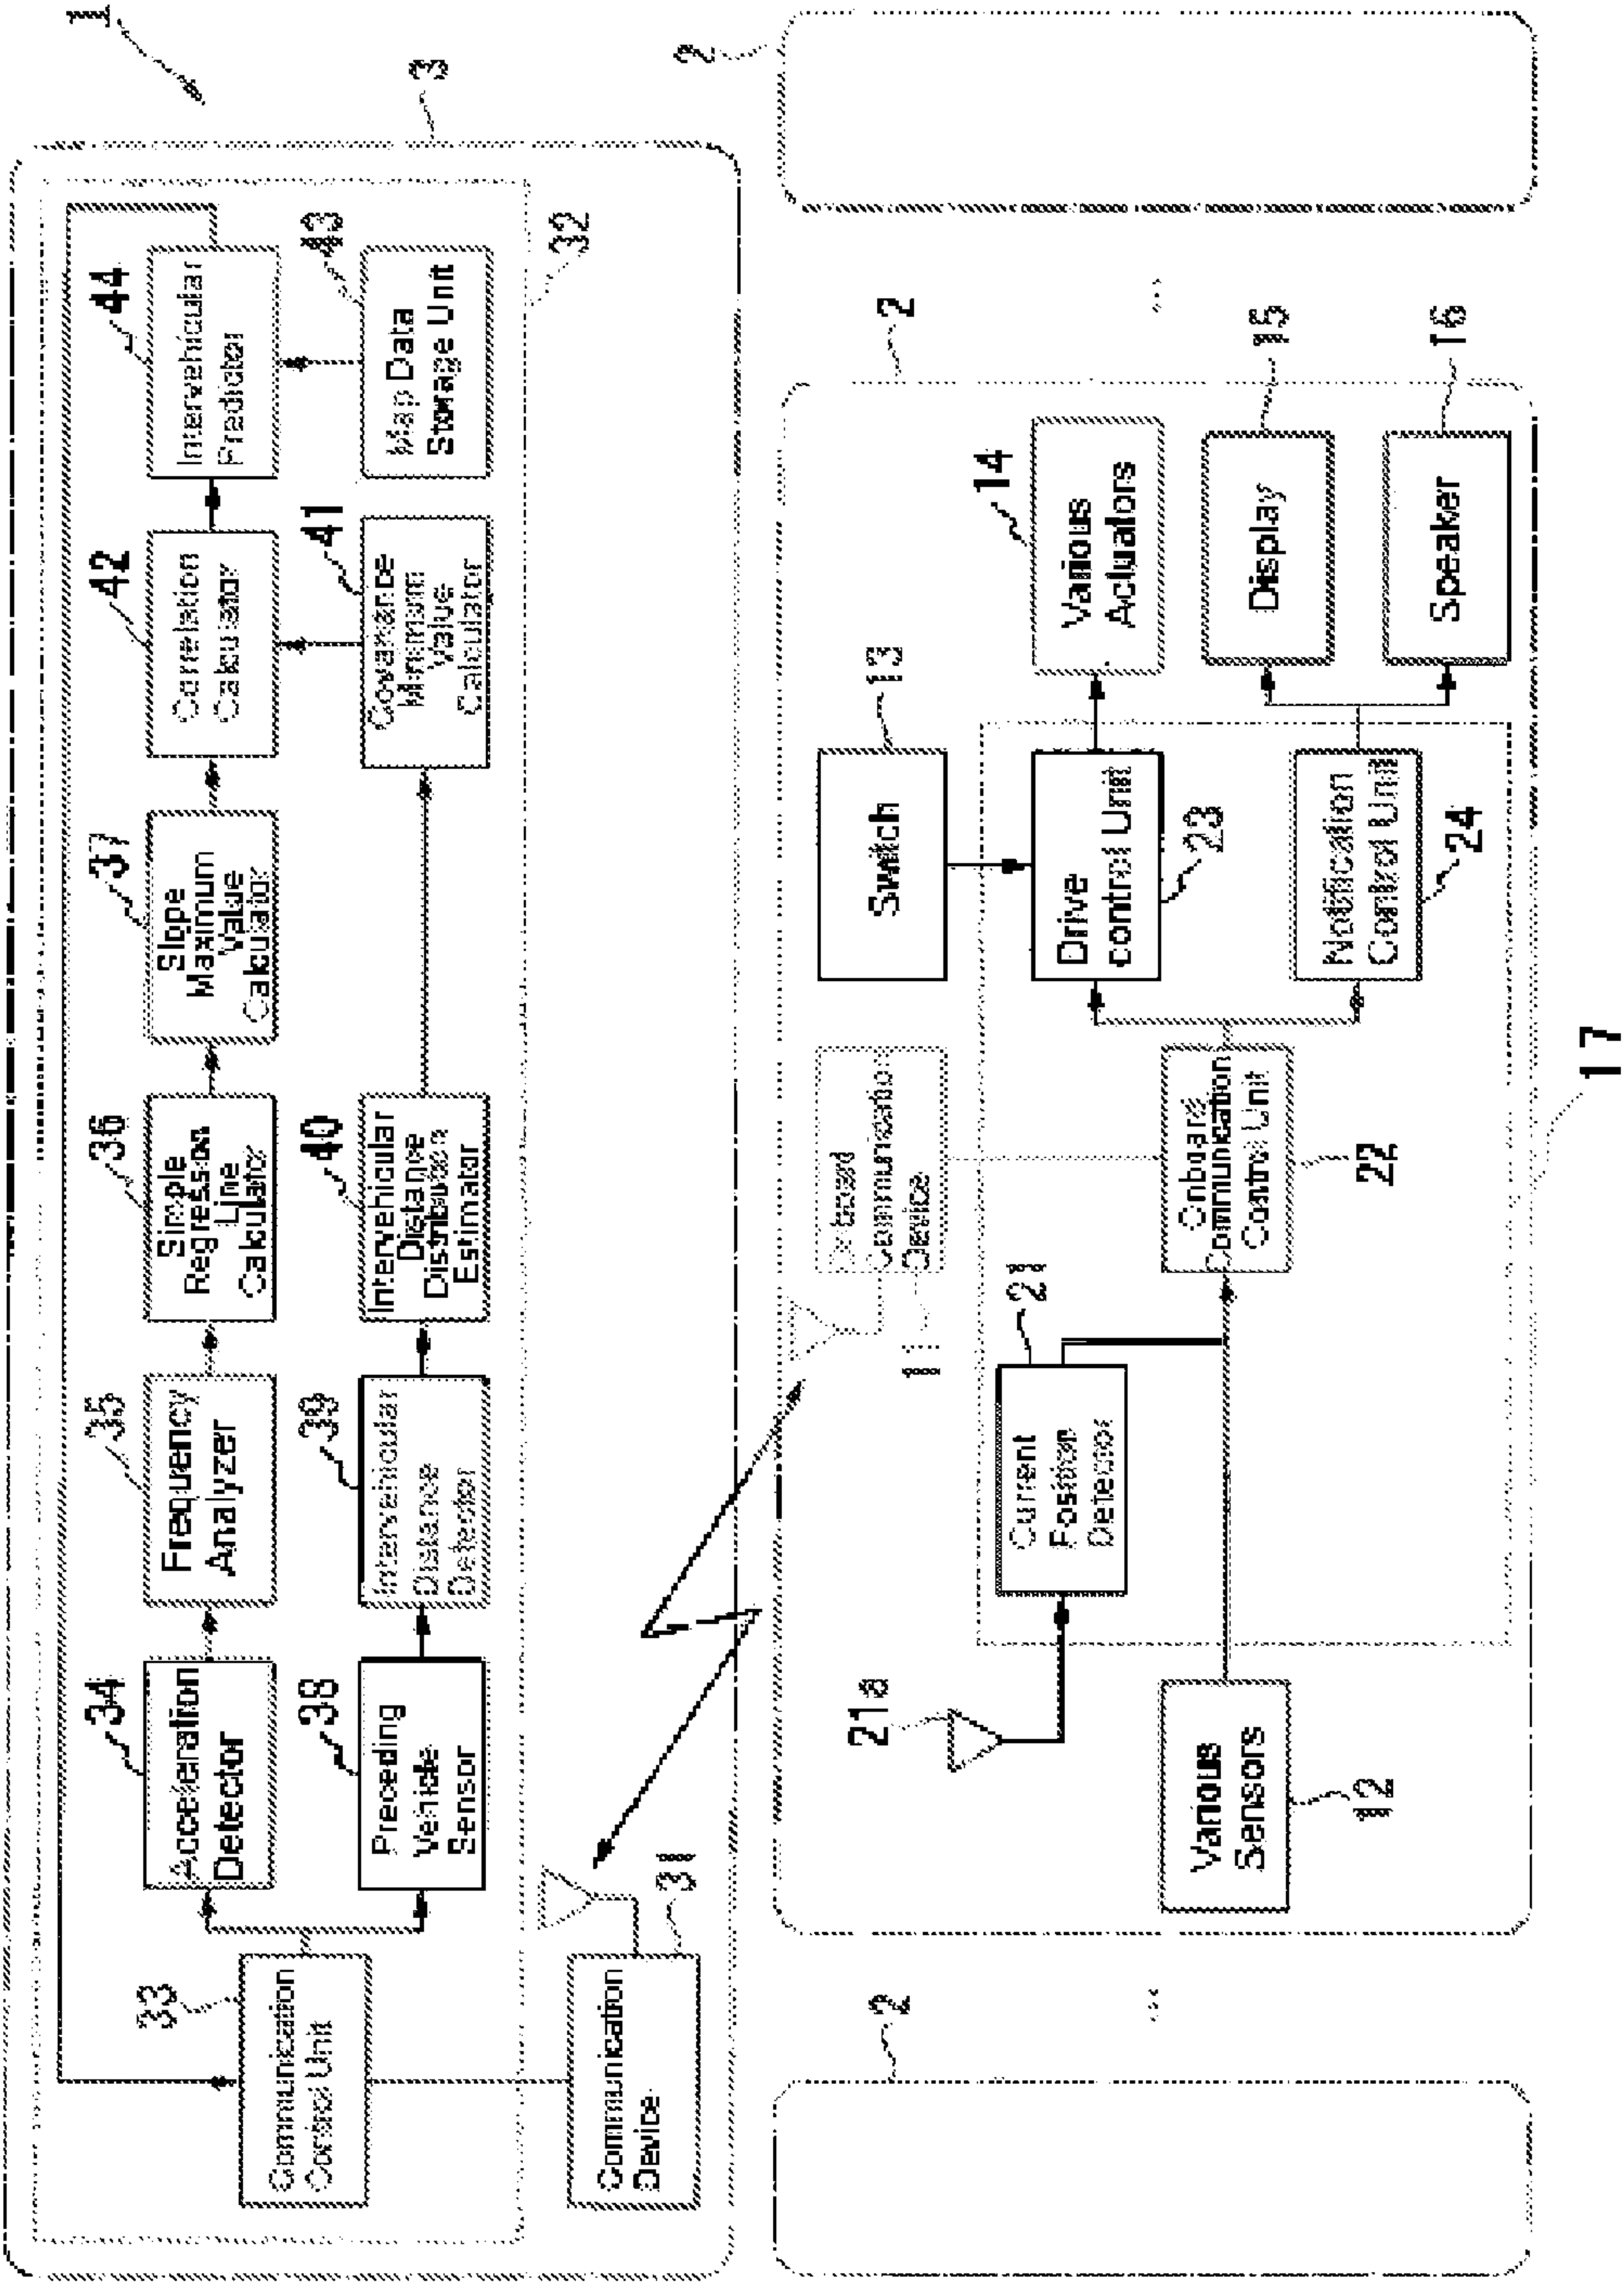 1
3
44
Intervehicular
Predictor
43
Map Data
Storage Unit
32
42
Correlation
Calculator
41
Covariance
Minimum
Value
Calculator
37
Slope
Maximum
Value
Calculator
36
Simple
Regression
Line
Calculator
40
Intervehicular
Distance
Distribution
Estimator
35
Frequency
Analyzer
39
Intervehicular
Distance
Detector
34
Acceleration
Detector
38
Preceding
Vehicle
Sensor
33
Communication
Control Unit
31
Communication
Device
2
2
...
14
Various
Actuators
15
Display
16
Speaker
13
Switch
Drive
control Unit
23
Notification
Control Unit
24
Communication
Device
11
Onboard
Communication
Control Unit
22
17
21
Current
Position
Detector
21a
Various
Sensors
12
2
...